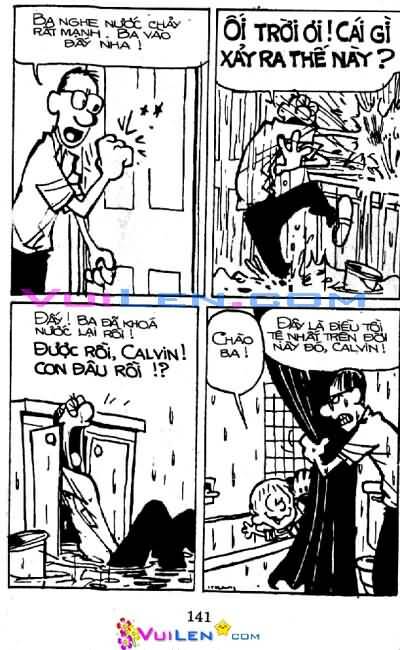 BA NGHE NƯỚC CHẢY
RẤT MẠNH. BA VÀO
ĐẤY NHA!
ỐI TRỜI ƠI! CÁI GÌ
XẢY RA THẾ NÀY?
VUILEN.COM
ĐẤY! BA ĐÃ KHOÁ
NƯỚC LẠI RỒI!
ĐƯỢC RỒI, CALVIN!
CON ĐÂU RỒI!?
CHÀO
BA!
ĐÂY LÀ ĐIỀU TỒI
TỆ NHẤT TRÊN ĐỜI
NÀY ĐÓ, CALVIN!
141
VUILEN.COM